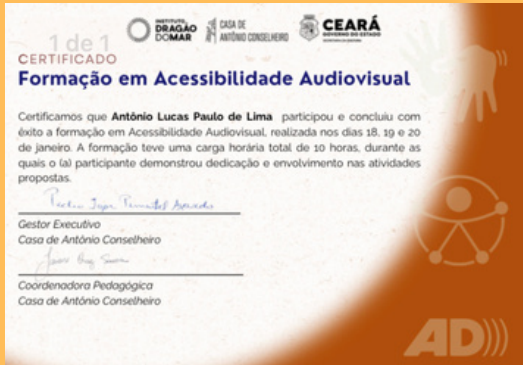 INSTITUTO
DRAGÃO
DOMAR
CASA DE
ANTÔNIO CONSELHEIRO
CEARÁ
GOVERNO DO ESTADO
1 de 1
CERTIFICADO
Formação em Acessibilidade Audiovisual
Certificamos que Antônio Lucas Paulo de Lima participou e concluiu com
êxito a formação em Acessibilidade Audiovisual, realizada nos dias 18, 19 e 20
de janeiro. A formação teve uma carga horária total de 10 horas, durante as
quais o (a) participante demonstrou dedicação e envolvimento nas atividades
propostas.
Gestor Executivo
Casa de Antônio Conselheiro
Coordenadora Pedagógica
Casa de Antônio Conselheiro
AD